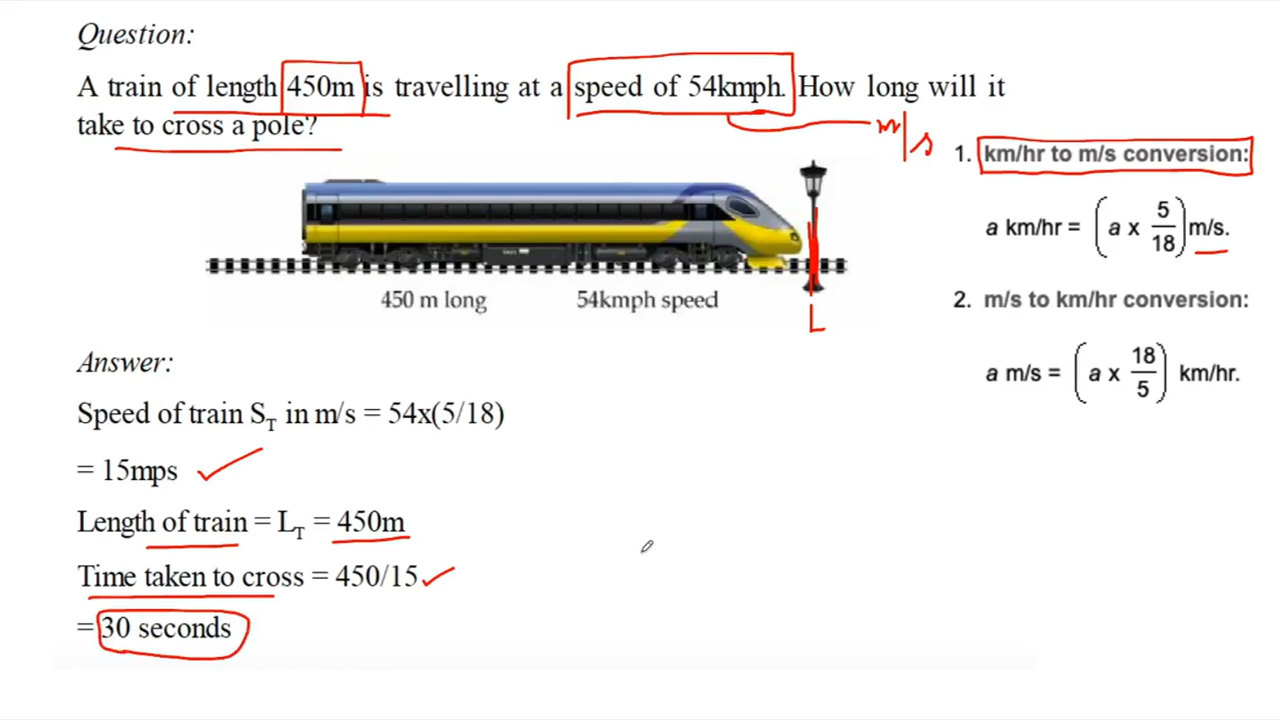 Question:
A train of length 450m is travelling at a speed of 54kmph. How long will it
take to cross a pole?
m/s
1. km/hr to m/s conversion:
a km/hr = (a x 5/18) m/s.
450 m long 54kmph speed
L
2. m/s to km/hr conversion:
a m/s = (a x 18/5) km/hr.
Answer:
Speed of train S_T in m/s = 54x(5/18)
= 15mps
Length of train = L_T = 450m
Time taken to cross = 450/15
= 30 seconds